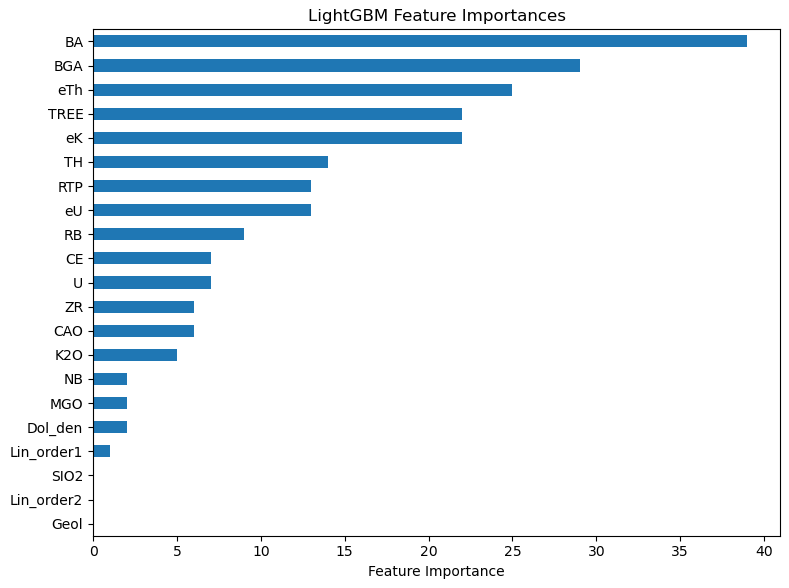 LightGBM Feature Importances
BA
BGA
eTh
TREE
eK
TH
RTP
eU
RB
CE
U
ZR
CAO
K2O
NB
MGO
Dol_den
Lin_order1
SIO2
Lin_order2
Geol
0 5 10 15 20 25 30 35 40
Feature Importance